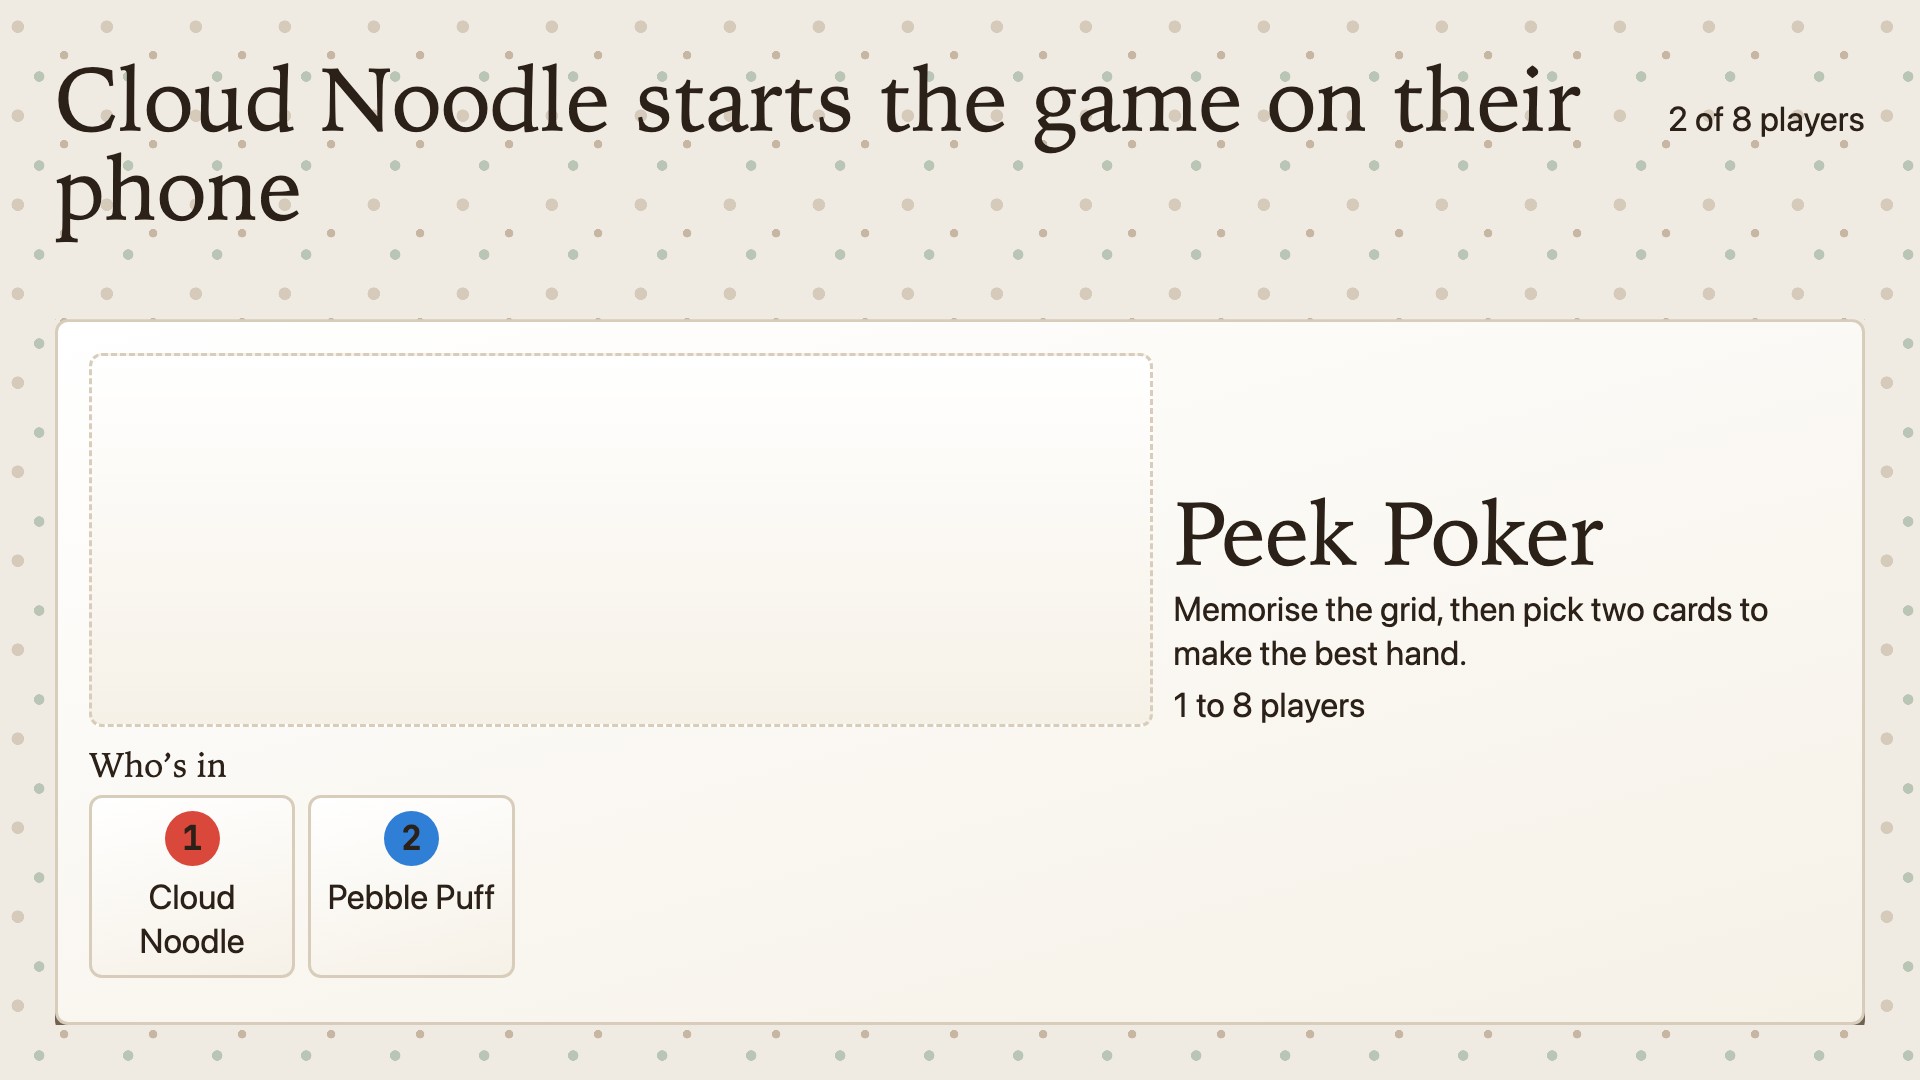 Cloud Noodle starts the game on their
phone
2 of 8 players
Peek Poker
Memorise the grid, then pick two cards to
make the best hand.
1 to 8 players
Who’s in
1
Cloud
Noodle
2
Pebble Puff